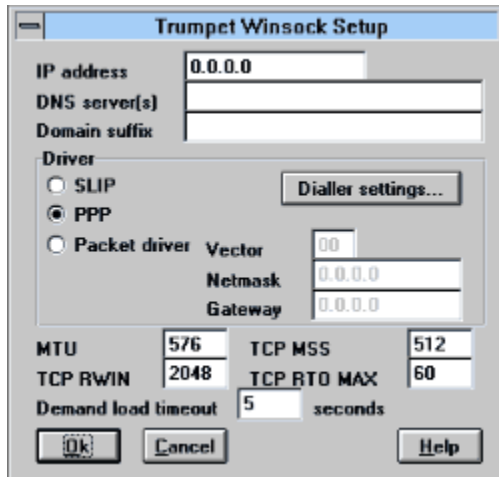 Trumpet Winsock Setup
IP address 0.0.0.0
DNS server(s)
Domain suffix
Driver
SLIP Dialler settings...
PPP
Packet driver Vector 00
Netmask 0.0.0.0
Gateway 0.0.0.0
MTU 576 TCP MSS 512
TCP RWIN 2048 TCP RTO MAX 60
Demand load timeout 5 seconds
Ok Cancel Help